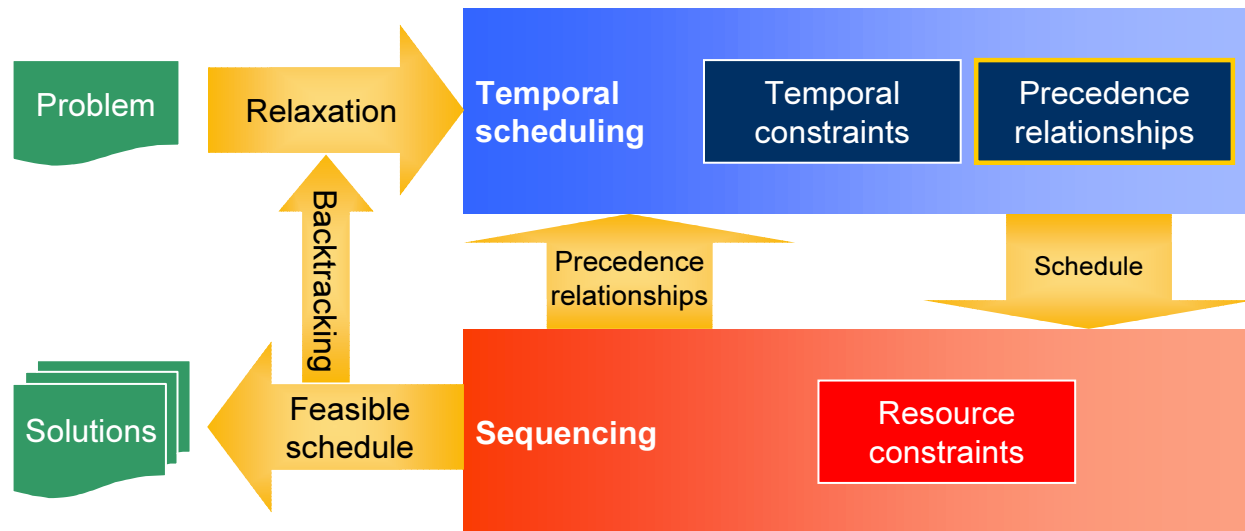 Problem
Relaxation
Temporal
scheduling
Temporal
constraints
Precedence
relationships
Backtracking
Precedence
relationships
Schedule
Solutions
Feasible
schedule
Sequencing
Resource
constraints